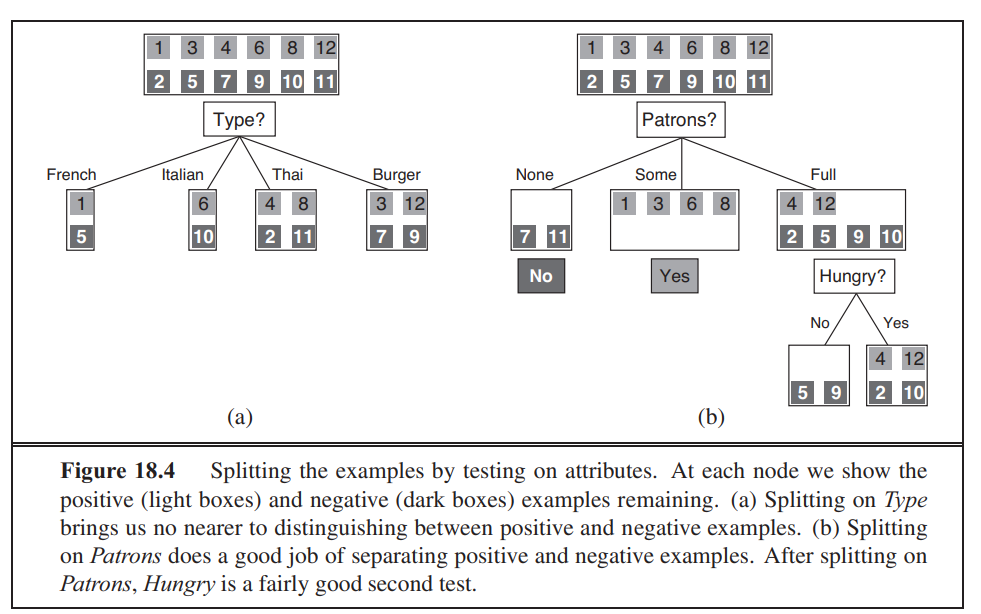 1 3 4 6 8 12
2 5 7 9 10 11
Type?
French Italian Thai Burger
1 6 4 8 3 12
5 10 2 11 7 9
(a)
1 3 4 6 8 12
2 5 7 9 10 11
Patrons?
None Some Full
1 3 6 8 4 12
7 11 2 5 9 10
No Yes Hungry?
No Yes
4 12
5 9 2 10
(b)
Figure 18.4 Splitting the examples by testing on attributes. At each node we show the
positive (light boxes) and negative (dark boxes) examples remaining. (a) Splitting on Type
brings us no nearer to distinguishing between positive and negative examples. (b) Splitting
on Patrons does a good job of separating positive and negative examples. After splitting on
Patrons, Hungry is a fairly good second test.